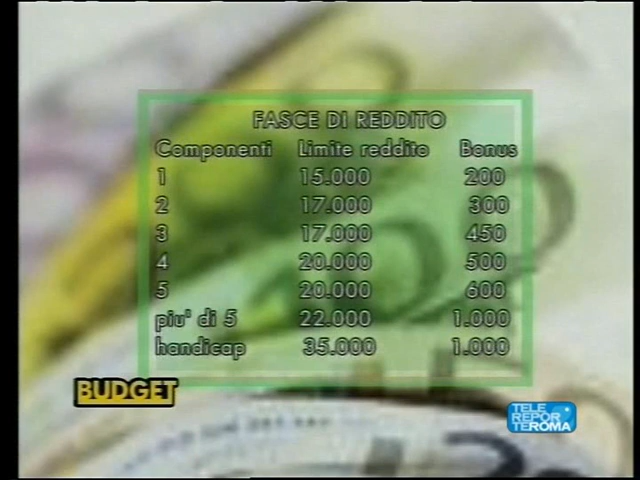 FASCE DI REDDITO
Componenti Limite reddito Bonus
1 15.000 200
2 17.000 300
3 17.000 450
4 20.000 500
5 20.000 600
piu' di 5 22.000 1.000
handicap 35.000 1.000
BUDGET
TELE
REPOR
TEROMA